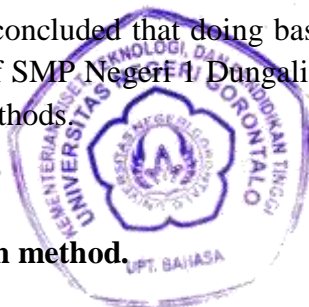 concluded that doing bas
f SMP Negeri 1 Dungali
thods.
n method.
KEMENTERIAN RISET, TEKNOLOGI, DAN PENDIDIKAN TINGGI
UNIVERSITAS NEGERI GORONTALO
UPT. BAHASA